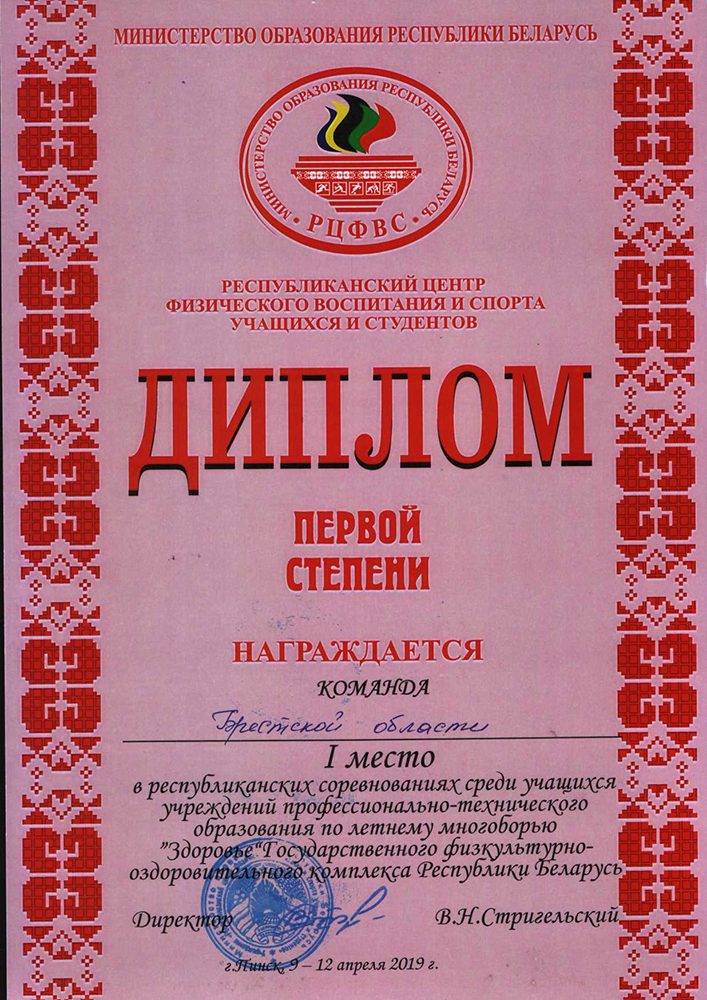 МИНИСТЕРСТВО ОБРАЗОВАНИЯ РЕСПУБЛИКИ БЕЛАРУСЬ
МИНИСТЕРСТВО ОБРАЗОВАНИЯ РЕСПУБЛИКИ БЕЛАРУСЬ
• РЦФВС •
РЕСПУБЛИКАНСКИЙ ЦЕНТР
ФИЗИЧЕСКОГО ВОСПИТАНИЯ И СПОРТА
УЧАЩИХСЯ И СТУДЕНТОВ
ДИПЛОМ
ПЕРВОЙ
СТЕПЕНИ
НАГРАЖДАЕТСЯ
КОМАНДА
Брестской области
I место
в республиканских соревнованиях среди учащихся
учреждений профессионально-технического
образования по летнему многоборью
”Здоровье“Государственного физкультурно-
оздоровительного комплекса Республики Беларусь
Директор В.Н.Стригельский
г.Пинск, 9 – 12 апреля 2019 г.